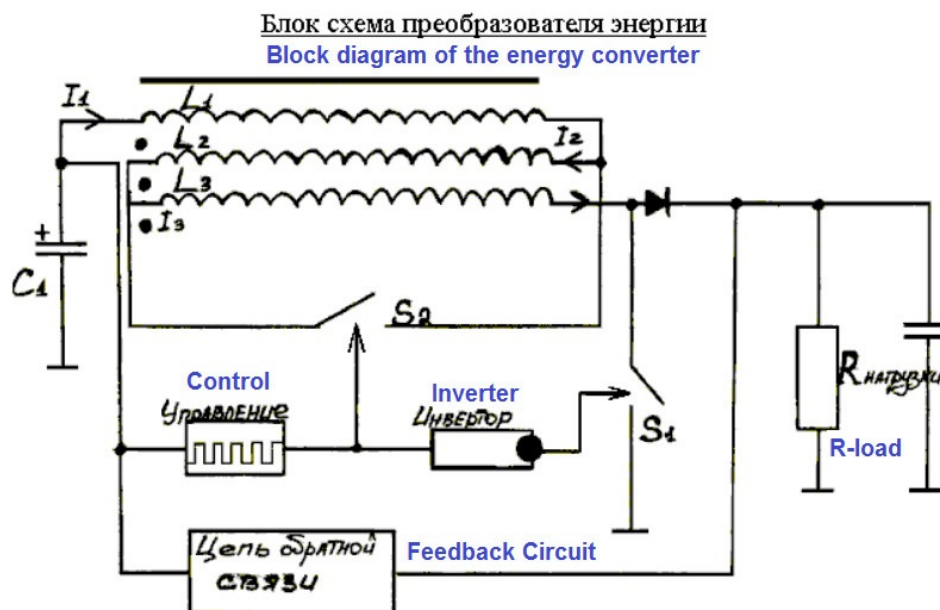 Блок схема преобразователя энергии
Block diagram of the energy converter
I1
L1
L2
I2
L3
I3
+
C1
S2
Control
Управление
Inverter
Инвертор
S1
R нагрузки
R-load
Цепь обратной
связи
Feedback Circuit